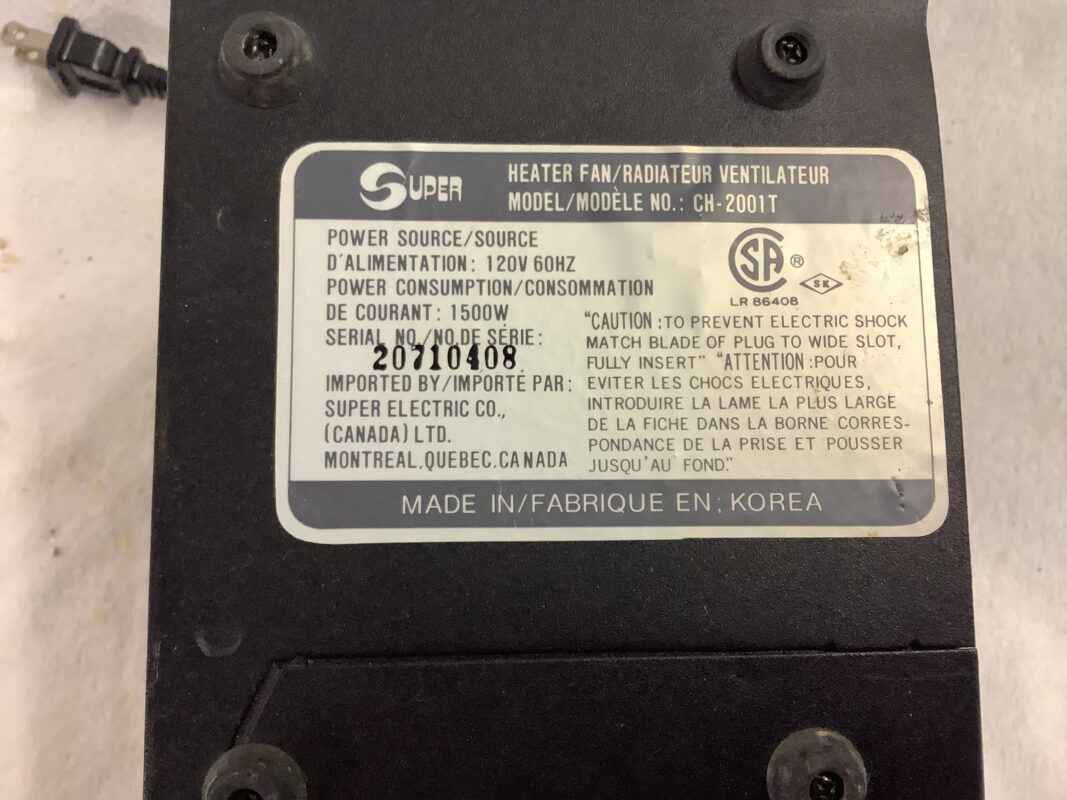 SUPER
HEATER FAN/RADIATEUR VENTILATEUR
MODEL/MODÈLE NO.: CH-2001T
POWER SOURCE/SOURCE
D'ALIMENTATION: 120V 60HZ
POWER CONSUMPTION/CONSOMMATION
DE COURANT: 1500W
SERIAL NO./NO.DE SÉRIE:
20710408
IMPORTED BY/IMPORTÉ PAR:
SUPER ELECTRIC CO.,
(CANADA) LTD.
MONTREAL.QUEBEC.CANADA
CSA ®
SK
LR 86408
"CAUTION :TO PREVENT ELECTRIC SHOCK
MATCH BLADE OF PLUG TO WIDE SLOT,
FULLY INSERT" "ATTENTION :POUR
EVITER LES CHOCS ELECTRIQUES,
INTRODUIRE LA LAME LA PLUS LARGE
DE LA FICHE DANS LA BORNE CORRES-
PONDANCE DE LA PRISE ET POUSSER
JUSQU'AU FOND."
MADE IN/FABRIQUE EN; KOREA